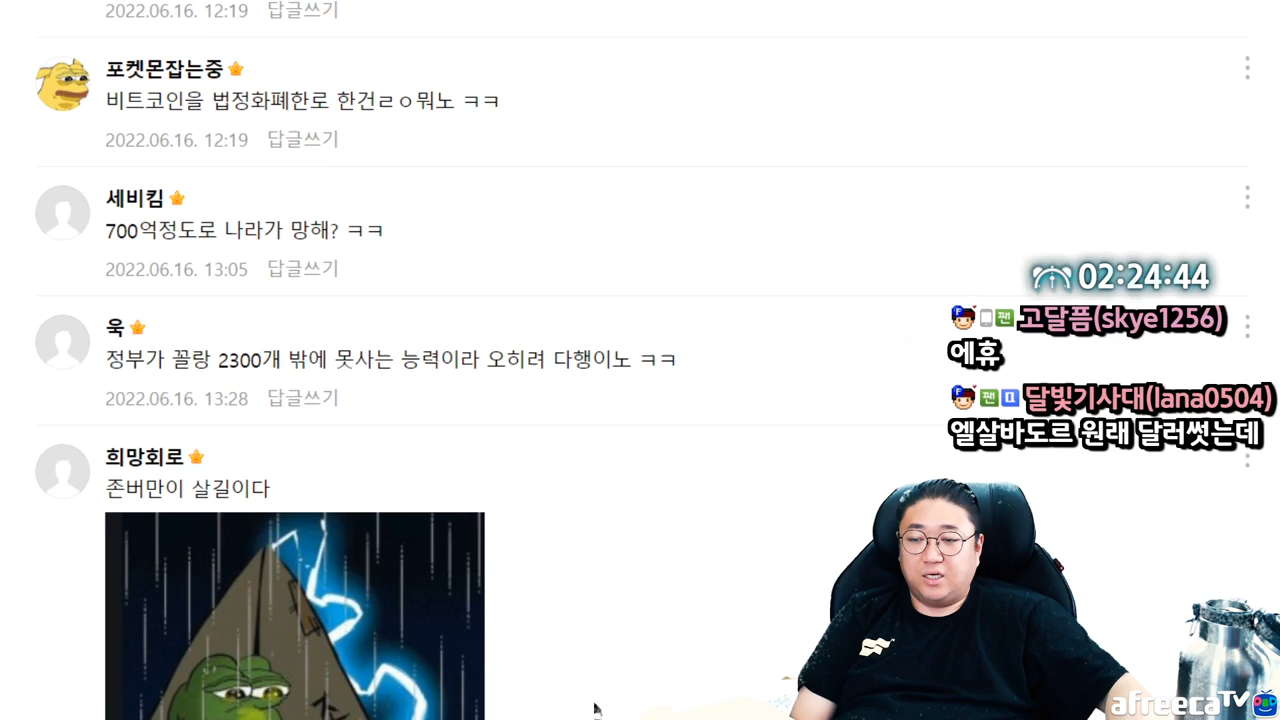 2022.06.16. 12:19 답글쓰기
포켓몬잡는중
비트코인을 법정화폐한로 한건ㄹㅇ뭐노 ㅋㅋ
2022.06.16. 12:19 답글쓰기
세비킴
700억정도로 나라가 망해? ㅋㅋ
2022.06.16. 13:05 답글쓰기
욱
정부가 꼴랑 2300개 밖에 못사는 능력이라 오히려 다행이노 ㅋㅋ
2022.06.16. 13:28 답글쓰기
희망회로
존버만이 살길이다
02:24:44
팬 고달픔(skye1256)
에휴
팬 달빛기사대(lana0504)
엘살바도르 원래 달러썻는데
afreecaTV